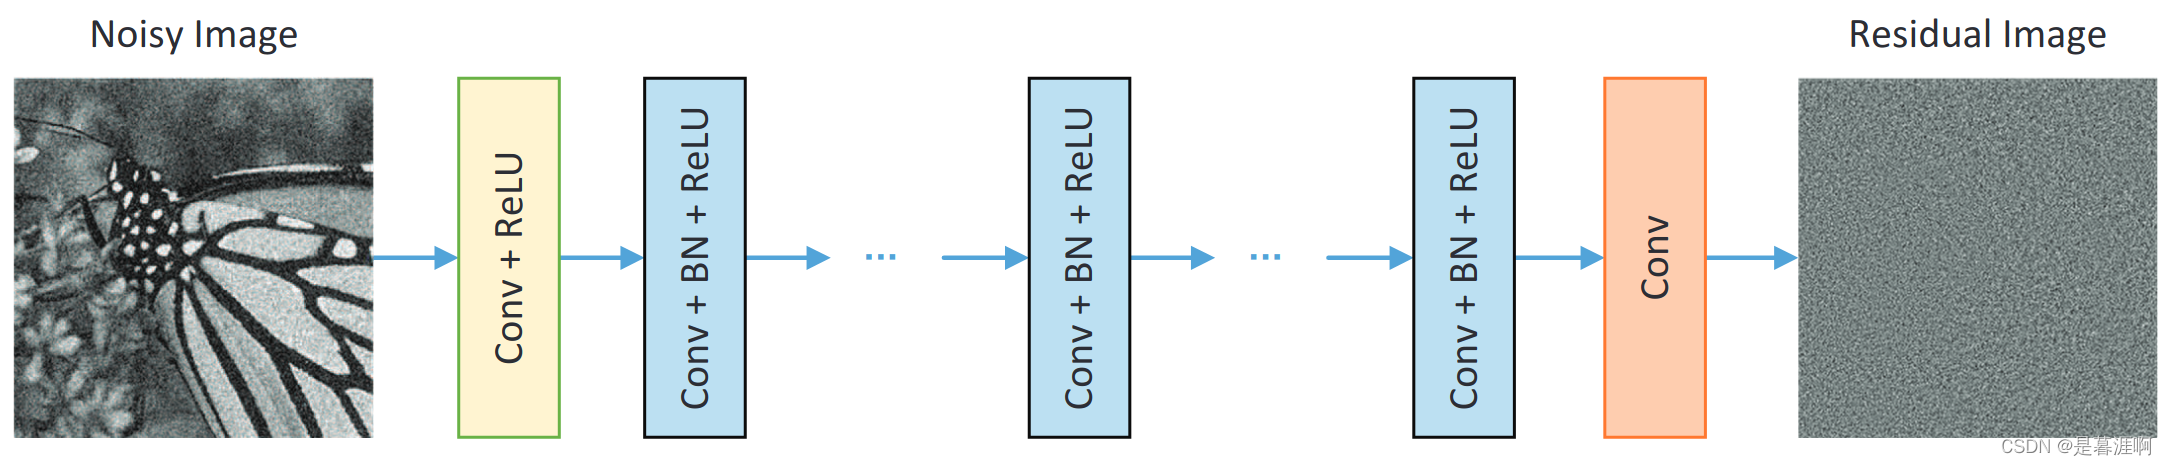 Noisy Image
Residual Image
Conv + ReLU
Conv + BN + ReLU
...
Conv + BN + ReLU
...
Conv + BN + ReLU
Conv
CSDN @是暮涯啊